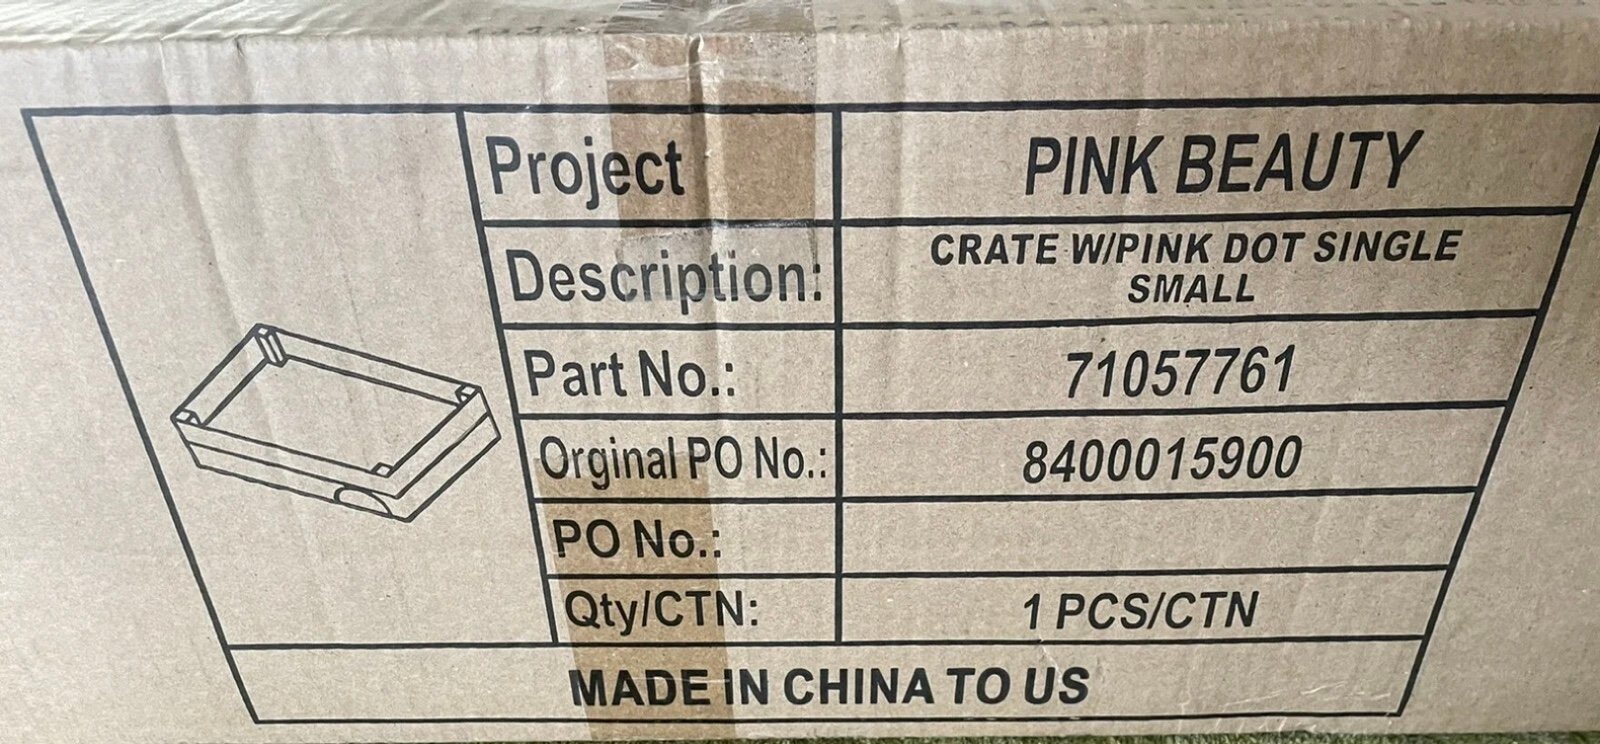 Project PINK BEAUTY
Description: CRATE W/PINK DOT SINGLE
SMALL
Part No.: 71057761
Orginal PO No.: 8400015900
PO No.:
Qty/CTN: 1 PCS/CTN
MADE IN CHINA TO US